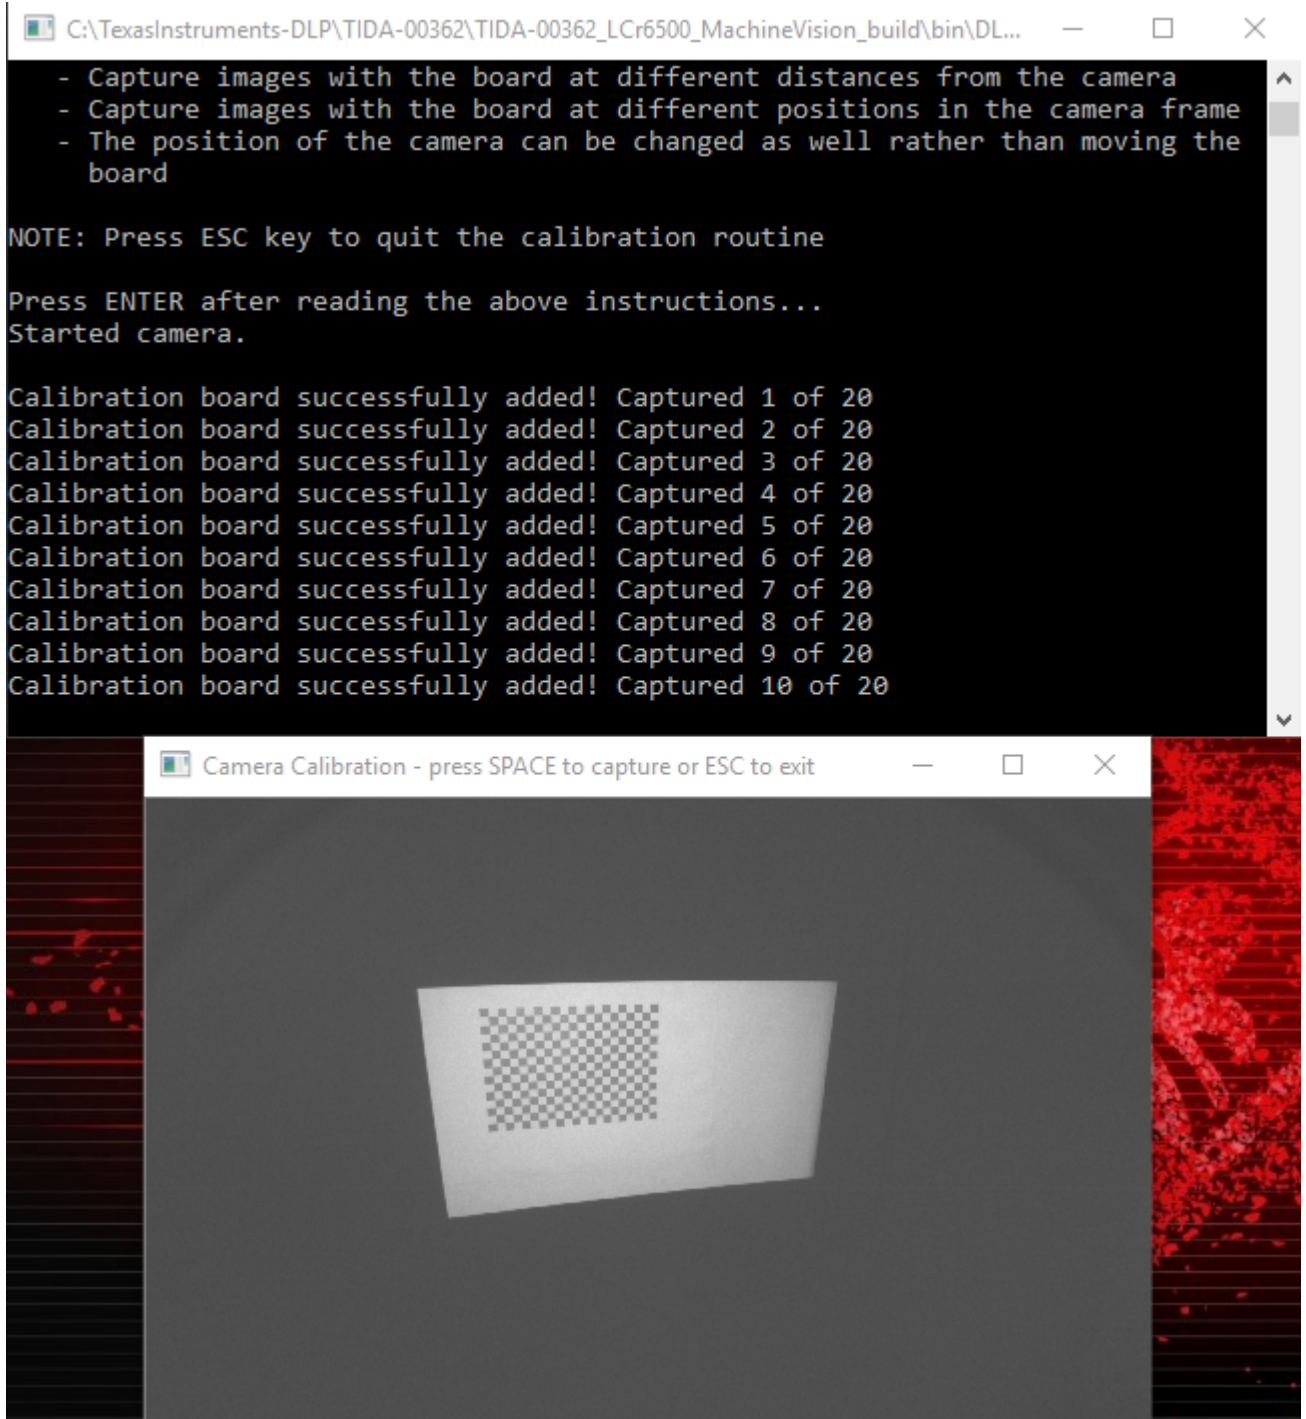 C:\TexasInstruments-DLP\TIDA-00362\TIDA-00362_LCr6500_MachineVision_build\bin\DL...
- Capture images with the board at different distances from the camera
- Capture images with the board at different positions in the camera frame
- The position of the camera can be changed as well rather than moving the
board
NOTE: Press ESC key to quit the calibration routine
Press ENTER after reading the above instructions...
Started camera.
Calibration board successfully added! Captured 1 of 20
Calibration board successfully added! Captured 2 of 20
Calibration board successfully added! Captured 3 of 20
Calibration board successfully added! Captured 4 of 20
Calibration board successfully added! Captured 5 of 20
Calibration board successfully added! Captured 6 of 20
Calibration board successfully added! Captured 7 of 20
Calibration board successfully added! Captured 8 of 20
Calibration board successfully added! Captured 9 of 20
Calibration board successfully added! Captured 10 of 20
Camera Calibration - press SPACE to capture or ESC to exit